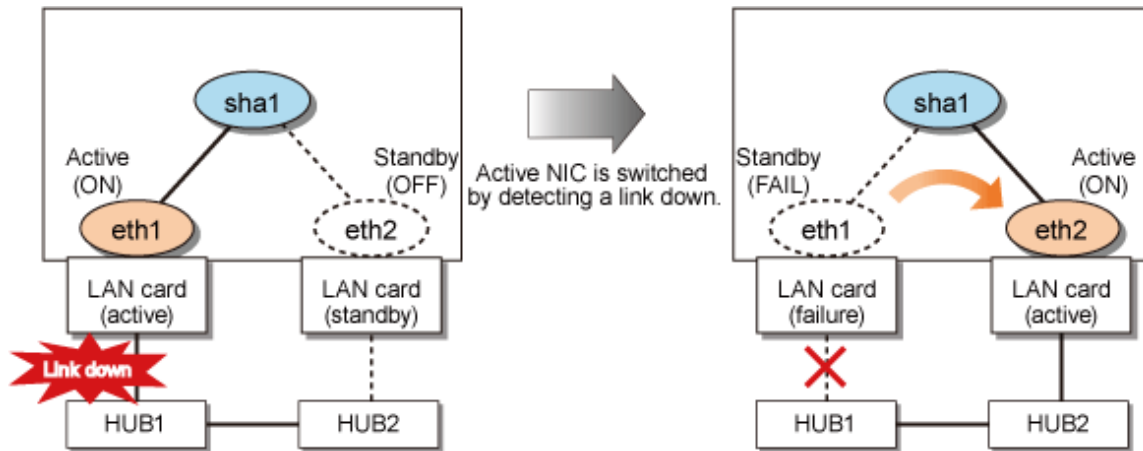 sha1
Active
(ON)
Standby
(OFF)
eth1
eth2
LAN card
(active)
LAN card
(standby)
Link down
HUB1
HUB2
Active NIC is switched
by detecting a link down.
sha1
Standby
(FAIL)
Active
(ON)
eth1
eth2
LAN card
(failure)
LAN card
(active)
HUB1
HUB2